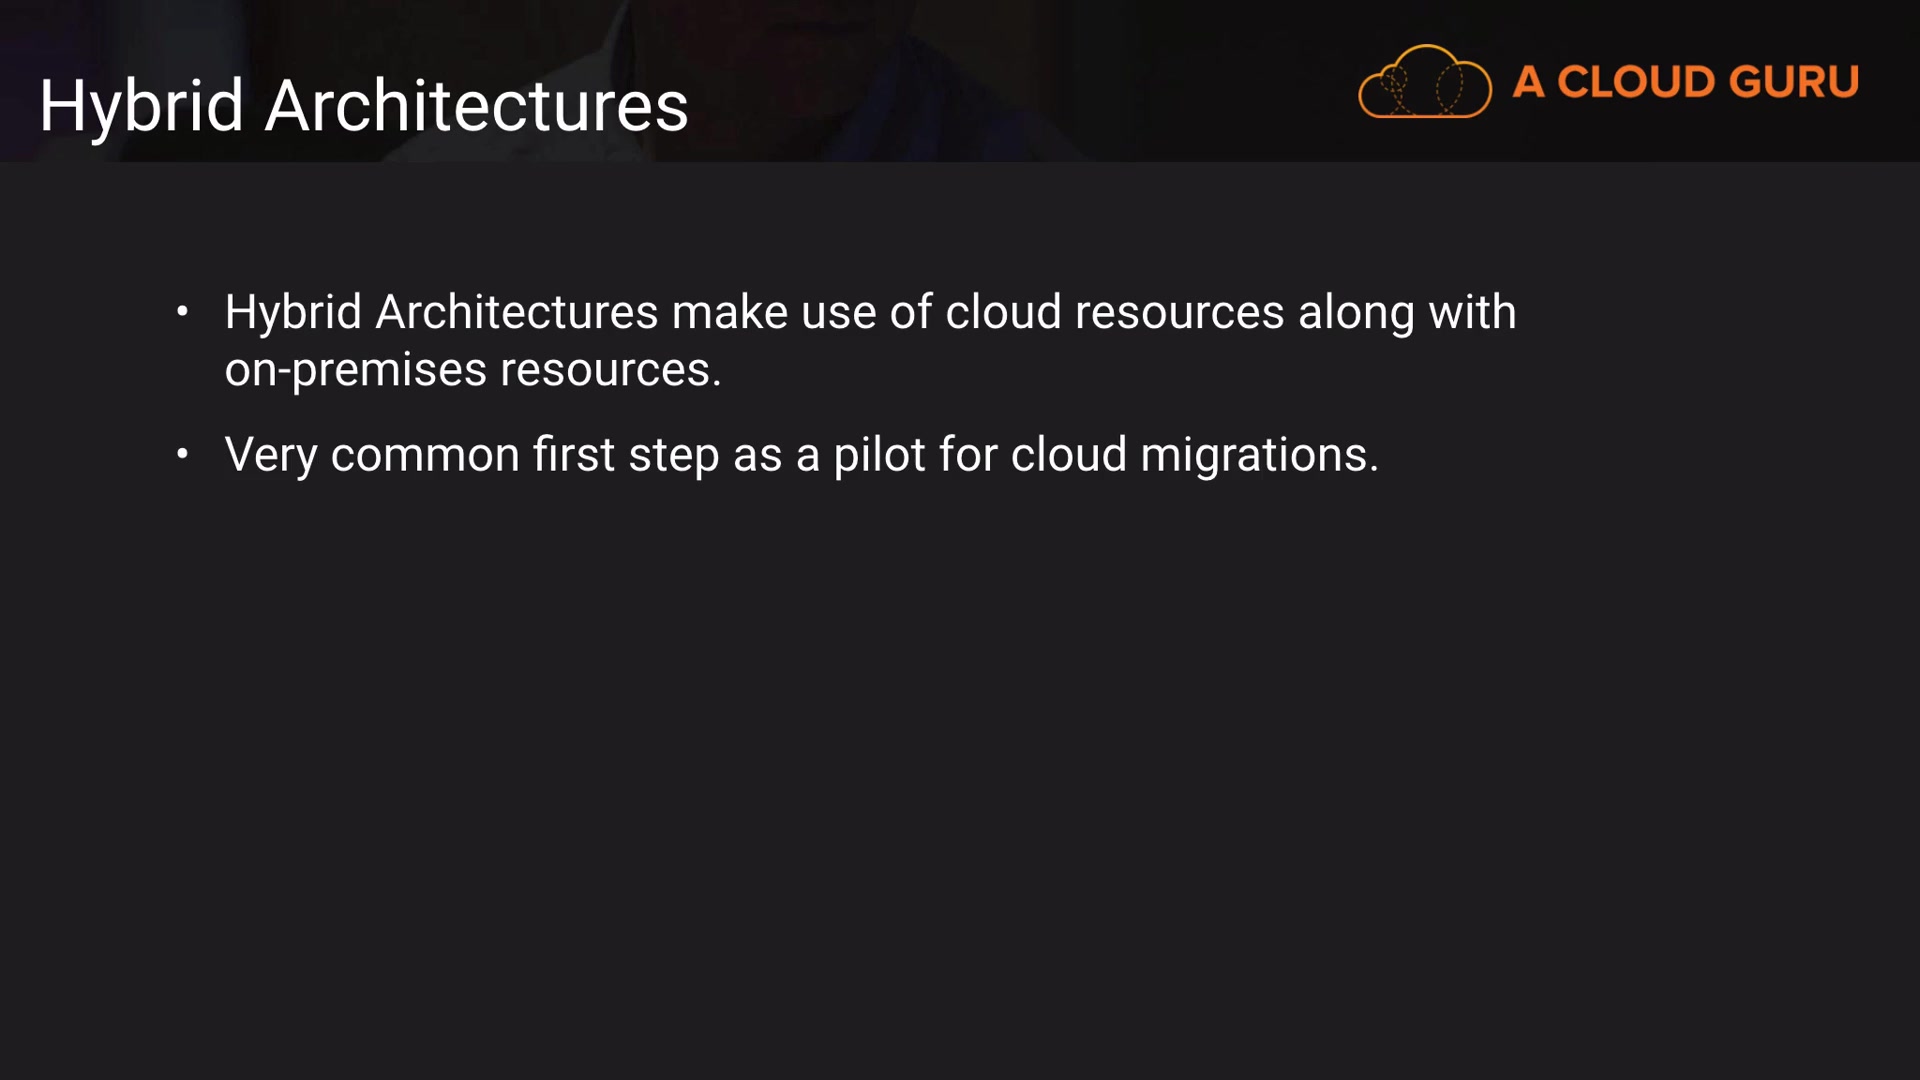 Hybrid Architectures
A CLOUD GURU
• Hybrid Architectures make use of cloud resources along with
on-premises resources.
• Very common first step as a pilot for cloud migrations.